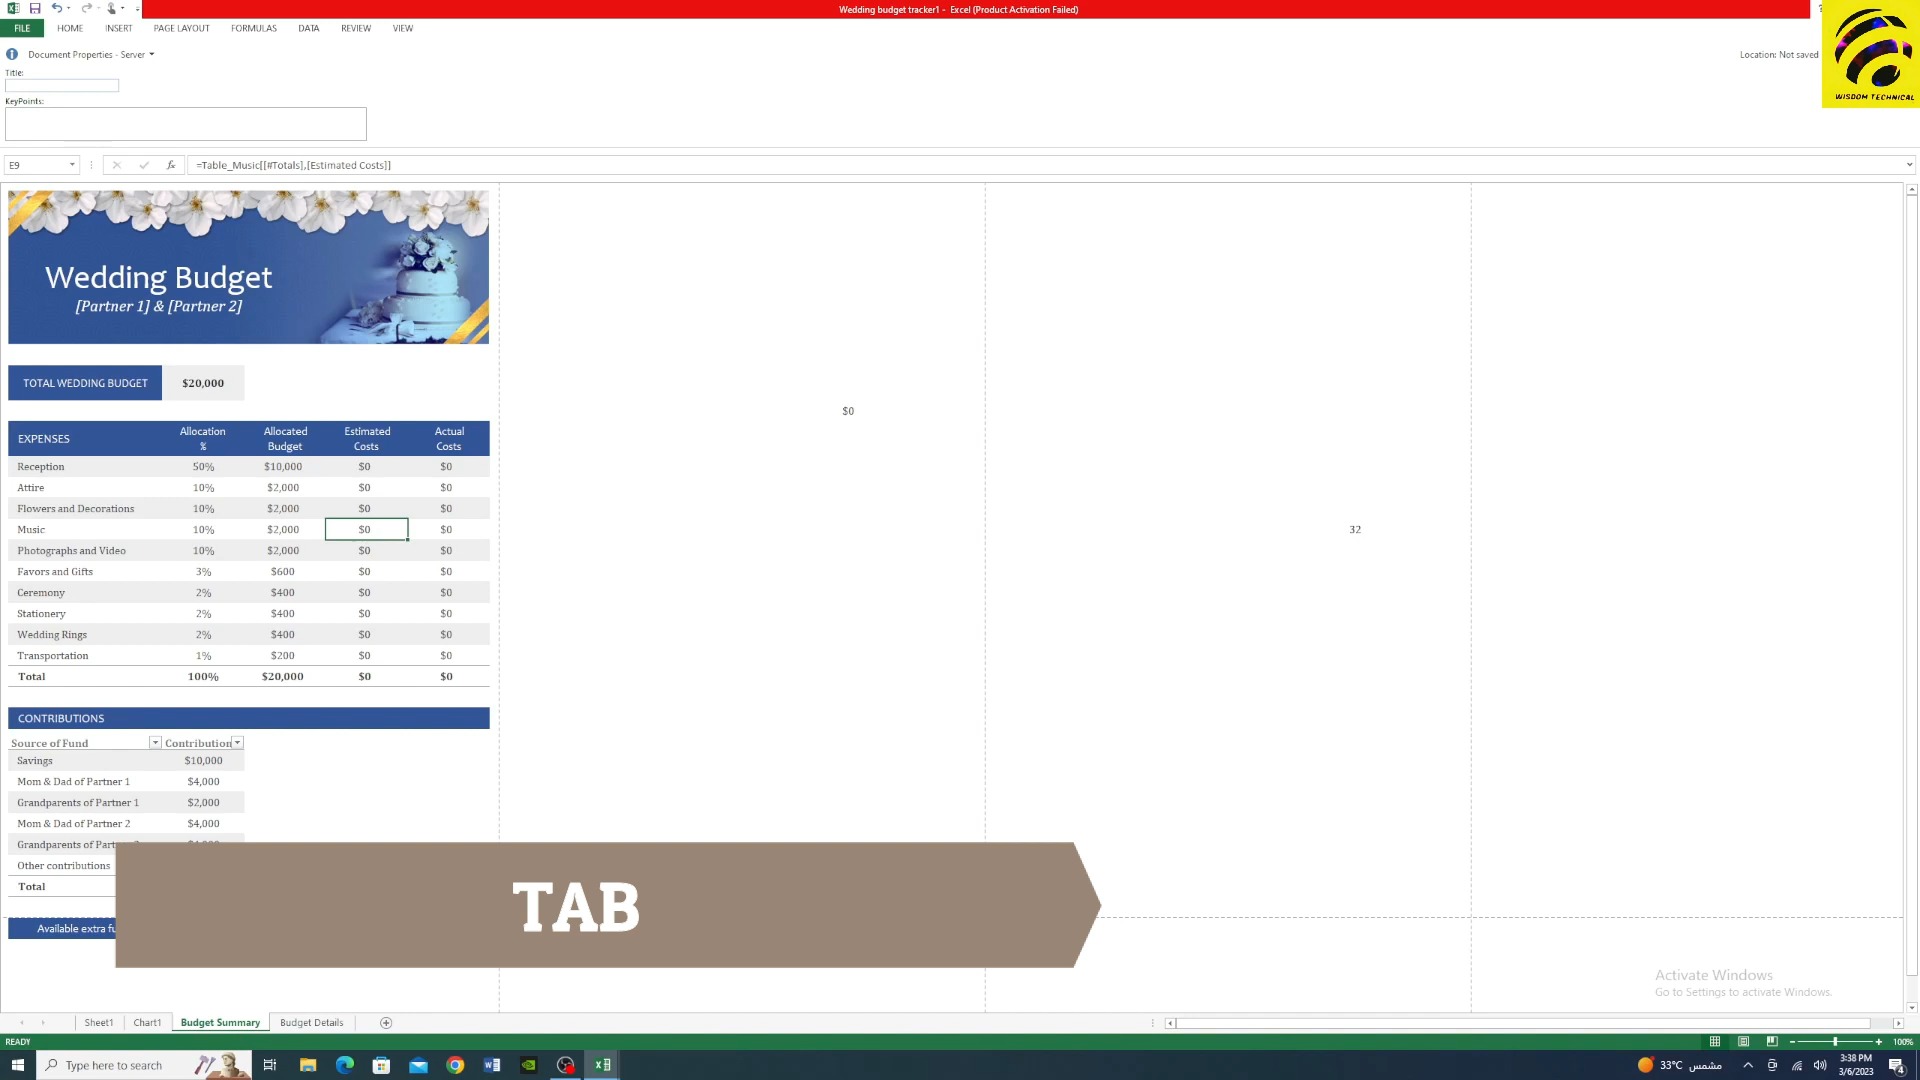 Wedding budget tracker1 - Excel (Product Activation Failed)
FILE HOME INSERT PAGE LAYOUT FORMULAS DATA REVIEW VIEW
Document Properties - Server
Location: Not saved
Title:
KeyPoints:
WISDOM TECHNICAL
E9
fx
=Table_Music[[#Totals],[Estimated Costs]]
Wedding Budget
[Partner 1] & [Partner 2]
TOTAL WEDDING BUDGET $20,000
$0
EXPENSES Allocation % Allocated Budget Estimated Costs Actual Costs
Reception 50% $10,000 $0 $0
Attire 10% $2,000 $0 $0
Flowers and Decorations 10% $2,000 $0 $0
Music 10% $2,000 $0 $0
32
Photographs and Video 10% $2,000 $0 $0
Favors and Gifts 3% $600 $0 $0
Ceremony 2% $400 $0 $0
Stationery 2% $400 $0 $0
Wedding Rings 2% $400 $0 $0
Transportation 1% $200 $0 $0
Total 100% $20,000 $0 $0
CONTRIBUTIONS
Source of Fund Contribution
Savings $10,000
Mom & Dad of Partner 1 $4,000
Grandparents of Partner 1 $2,000
Mom & Dad of Partner 2 $4,000
Grandparents of Part
Other contributions
Total
TAB
Available extra fu
Activate Windows
Go to Settings to activate Windows.
Sheet1 Chart1 Budget Summary Budget Details
READY
100%
Type here to search
33°C مشمس
3:38 PM
3/6/2023
4